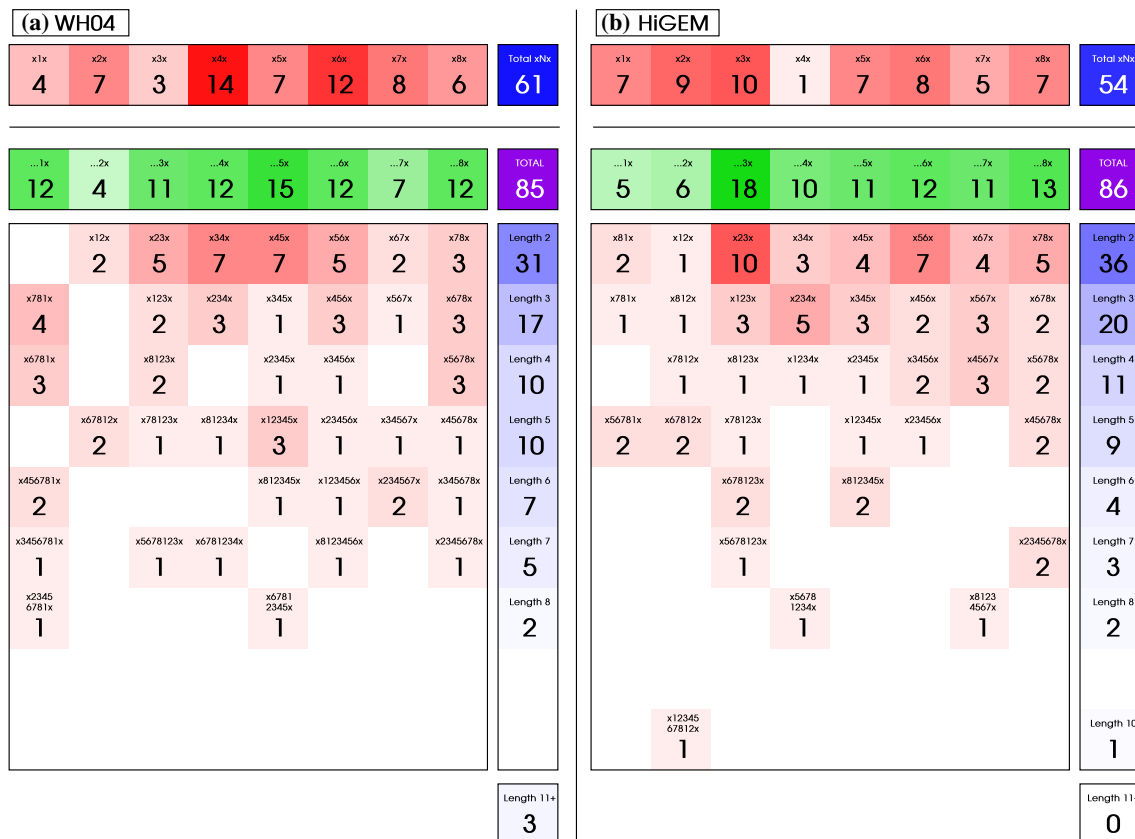 (a) WH04
x1x x2x x3x x4x x5x x6x x7x x8x Total xNx
4 7 3 14 7 12 8 6 61
...1x ...2x ...3x ...4x ...5x ...6x ...7x ...8x TOTAL
12 4 11 12 15 12 7 12 85
x12x x23x x34x x45x x56x x67x x78x Length 2
2 5 7 7 5 2 3 31
x781x x123x x234x x345x x456x x567x x678x Length 3
4 2 3 1 3 1 3 17
x6781x x8123x x2345x x3456x x5678x Length 4
3 2 1 1 3 10
x67812x x78123x x81234x x12345x x23456x x34567x x45678x Length 5
2 1 1 3 1 1 1 10
x456781x x812345x x123456x x234567x x345678x Length 6
2 1 1 2 1 7
x3456781x x5678123x x6781234x x8123456x x2345678x Length 7
1 1 1 1 1 5
x2345 x6781 Length 8
6781x 2345x
1 1 2
Length 11+
3
(b) HiGEM
x1x x2x x3x x4x x5x x6x x7x x8x Total xNx
7 9 10 1 7 8 5 7 54
...1x ...2x ...3x ...4x ...5x ...6x ...7x ...8x TOTAL
5 6 18 10 11 12 11 13 86
x81x x12x x23x x34x x45x x56x x67x x78x Length 2
2 1 10 3 4 7 4 5 36
x781x x812x x123x x234x x345x x456x x567x x678x Length 3
1 1 3 5 3 2 3 2 20
x7812x x8123x x1234x x2345x x3456x x4567x x5678x Length 4
1 1 1 1 2 3 2 11
x56781x x67812x x78123x x12345x x23456x x45678x Length 5
2 2 1 1 1 2 9
x678123x x812345x Length 6
2 2 4
x5678123x x2345678x Length 7
1 2 3
x5678 x8123 Length 8
1234x 4567x
1 1 2
x12345 Length 10
67812x
1 1
Length 11+
0